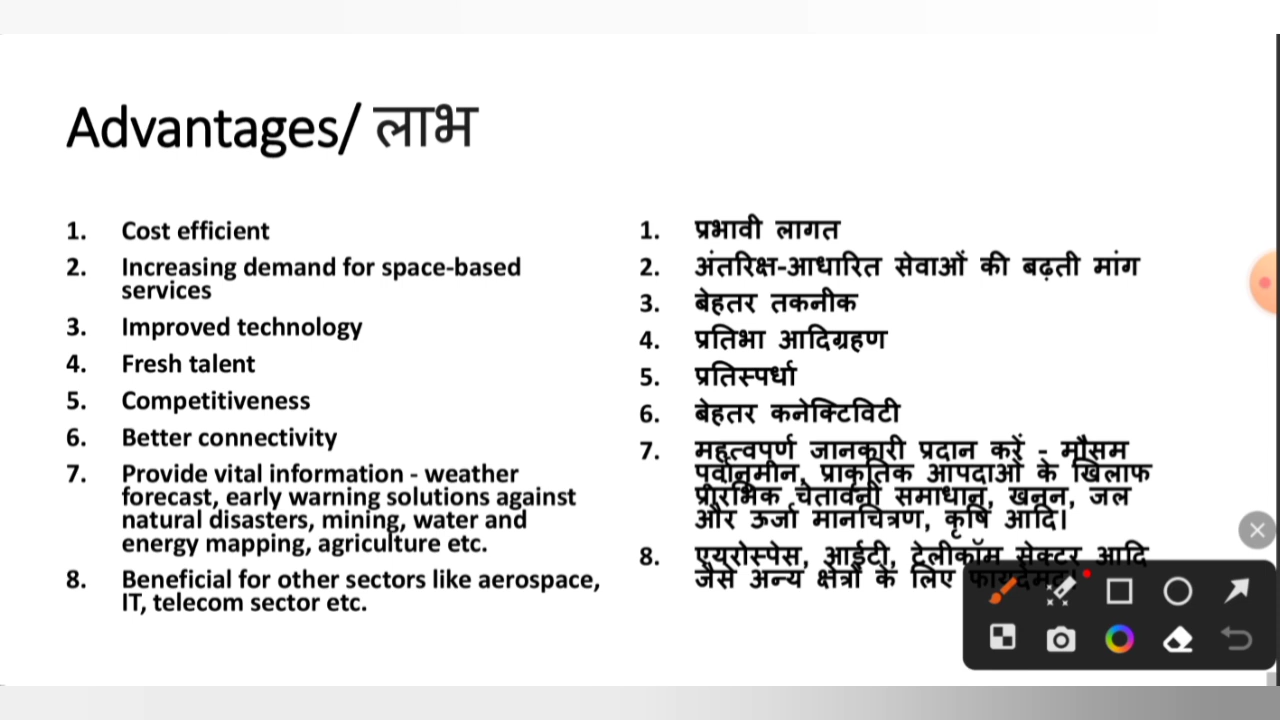 Advantages/ लाभ
1. Cost efficient
2. Increasing demand for space-based
services
3. Improved technology
4. Fresh talent
5. Competitiveness
6. Better connectivity
7. Provide vital information - weather
forecast, early warning solutions against
natural disasters, mining, water and
energy mapping, agriculture etc.
8. Beneficial for other sectors like aerospace,
IT, telecom sector etc.
1. प्रभावी लागत
2. अंतरिक्ष-आधारित सेवाओं की बढ़ती मांग
3. बेहतर तकनीक
4. प्रतिभा आदिग्रहण
5. प्रतिस्पर्धा
6. बेहतर कनेक्टिविटी
7. महत्वपूर्ण जानकारी प्रदान करें - मौसम
पूर्वानुमान, प्राकृतिक आपदाओं के खिलाफ
प्रारंभिक चेतावनी समाधान, खनन, जल
और ऊर्जा मानचित्रण, कृषि आदि।
8. एयरोस्पेस, आईटी, टेलीकॉम सेक्टर आदि
जैसे अन्य क्षेत्रों के लिए फायदेमंद।